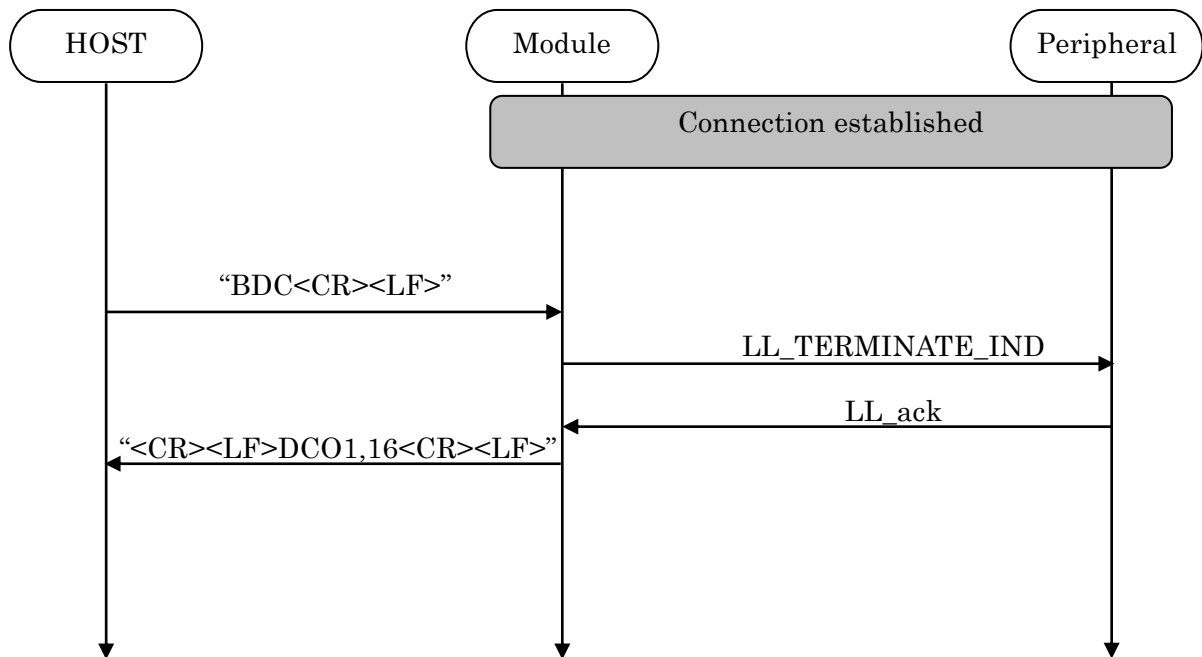 HOST
Module
Peripheral
Connection established
“BDC<CR><LF>”
LL_TERMINATE_IND
LL_ack
“<CR><LF>DCO1,16<CR><LF>”